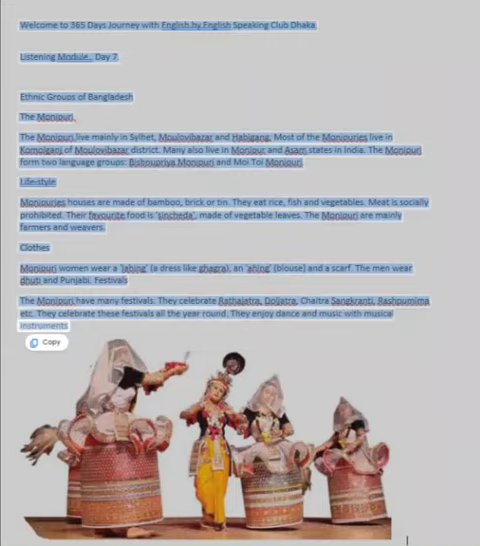 Welcome to 365 Days Journey with English by English Speaking Club Dhaka.
Listening Module.. Day 7
Ethnic Groups of Bangladesh
The Monipuri.
The Monipuri live mainly in Sylhet, Moulovibazar and Habigang. Most of the Monipuries live in
Komolganj of Moulovibazar district. Many also live in Monipur and Asam states in India. The Monipuri
form two language groups: Bishnupriya Monipuri and Moi Toi Monipuri.
Life-style
Monipuries houses are made of bamboo, brick or tin. They eat rice, fish and vegetables. Meat is socially
prohibited. Their favourite food is 'sincheda', made of vegetable leaves. The Monipuri are mainly
farmers and weavers.
Clothes
Monipuri women wear a 'lahing' (a dress like ghagra), an 'ahing' (blouse) and a scarf. The men wear
dhuti and Punjabi. Festivals
The Monipuri have many festivals. They celebrate Rathajatra, Doljatra, Chaitra Sangkranti, Rashpurnima
etc. They celebrate these festivals all the year round. They enjoy dance and music with musical
instruments
Copy